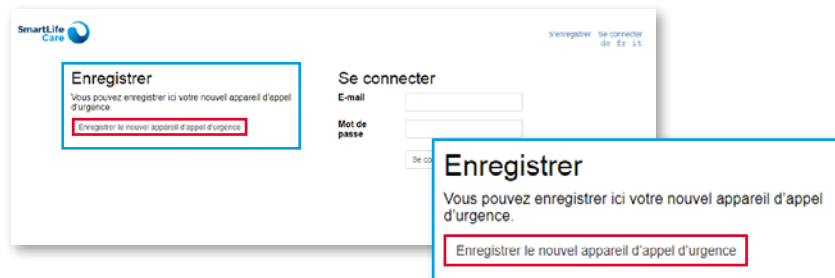 SmartLife
Care
S'enregistrer Se connecter
de fr it
Enregistrer
Vous pouvez enregistrer ici votre nouvel appareil d'appel
d'urgence.
Enregistrer le nouvel appareil d'appel d'urgence
Se connecter
E-mail
Mot de
passe
Se co
Enregistrer
Vous pouvez enregistrer ici votre nouvel appareil d'appel
d'urgence.
Enregistrer le nouvel appareil d'appel d'urgence